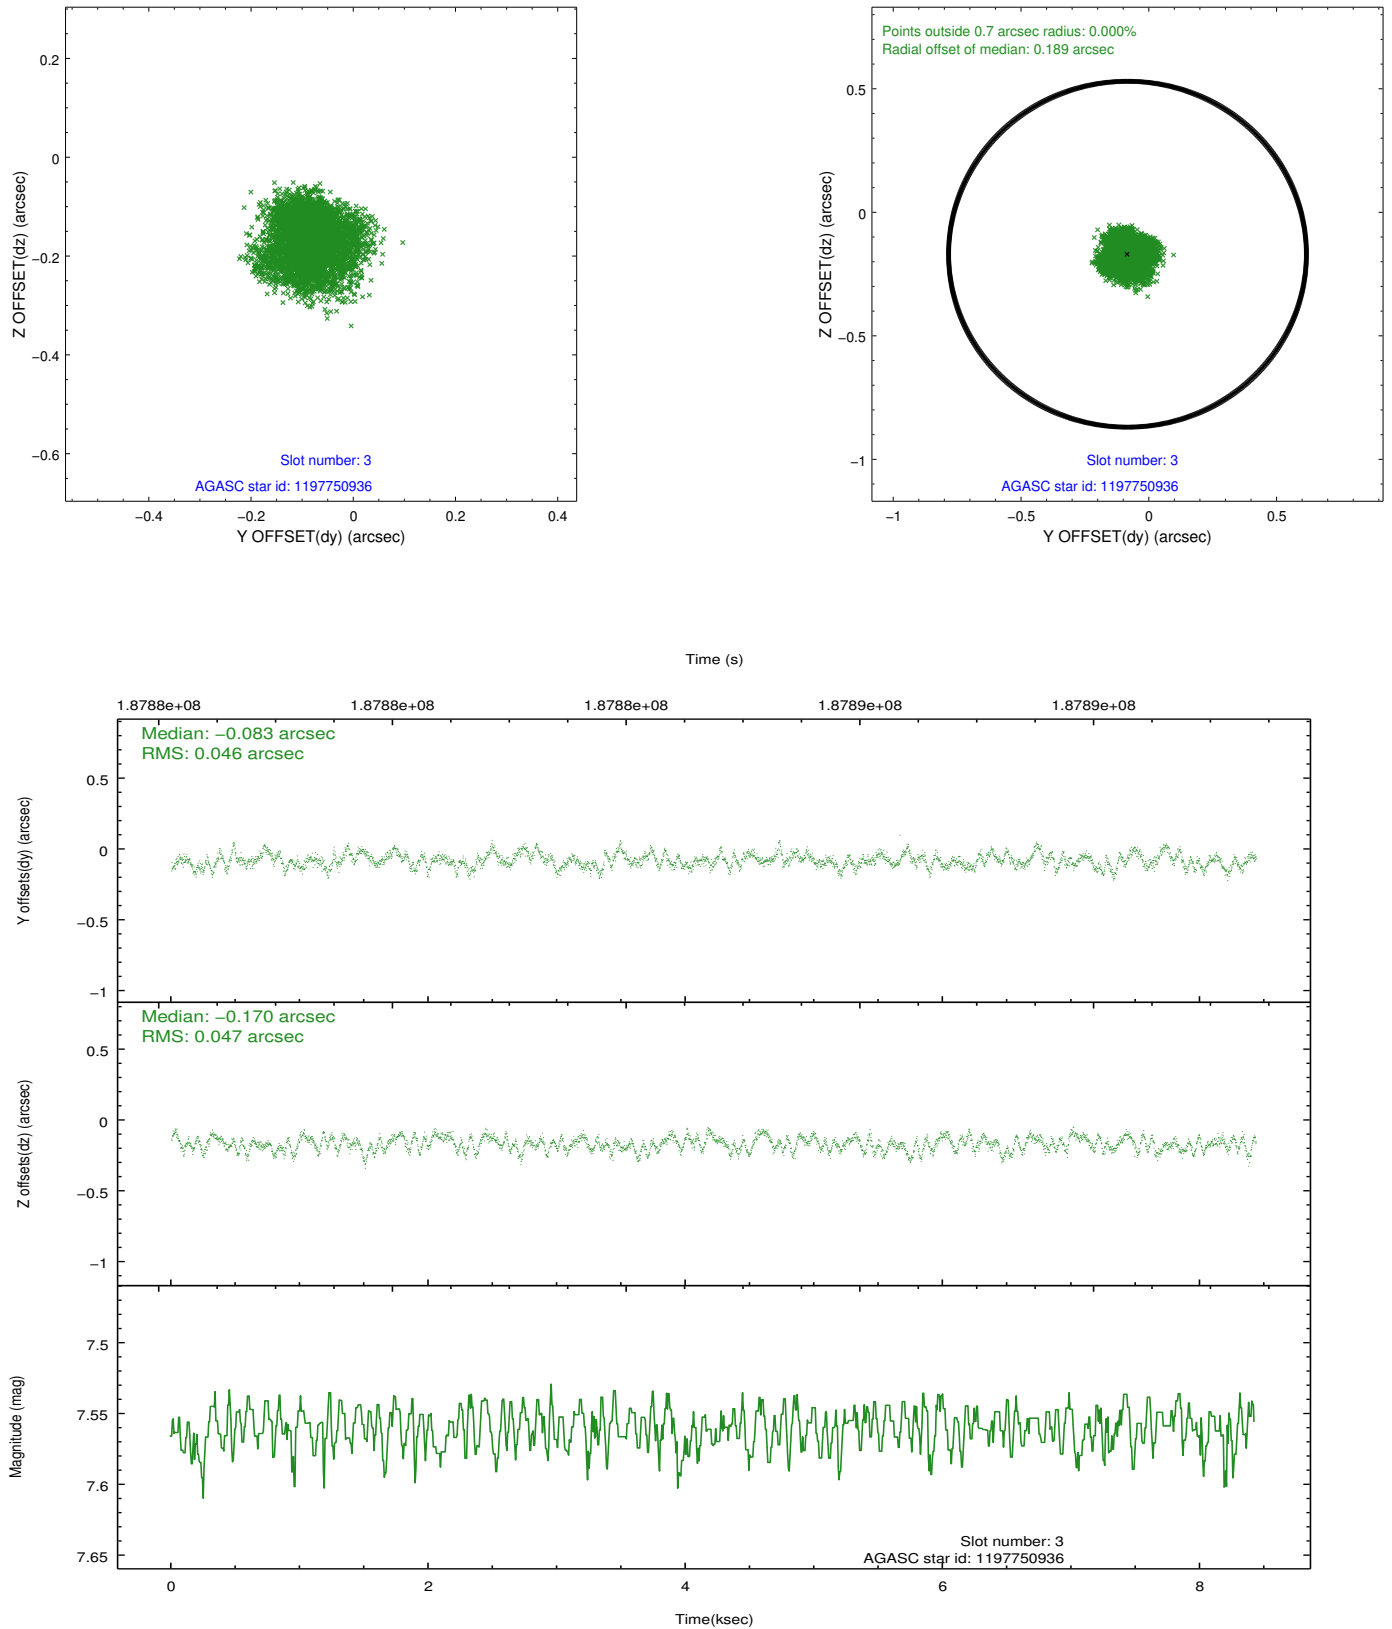 0.2
0
−0.2
−0.4
−0.6
Z OFFSET(dz) (arcsec)
Slot number: 3
AGASC star id: 1197750936
−0.4 −0.2 0 0.2 0.4
Y OFFSET(dy) (arcsec)
Points outside 0.7 arcsec radius: 0.000%
Radial offset of median: 0.189 arcsec
0.5
0
−0.5
−1
Z OFFSET(dz) (arcsec)
Slot number: 3
AGASC star id: 1197750936
−1 −0.5 0 0.5
Y OFFSET(dy) (arcsec)
Time (s)
1.8788e+08 1.8788e+08 1.8788e+08 1.8789e+08 1.8789e+08
Median: −0.083 arcsec
RMS: 0.046 arcsec
0.5
0
−0.5
−1
Y offsets(dy) (arcsec)
Median: −0.170 arcsec
RMS: 0.047 arcsec
0.5
0
−0.5
−1
Z offsets(dz) (arcsec)
7.5
7.55
7.6
7.65
Magnitude (mag)
Slot number: 3
AGASC star id: 1197750936
0 2 4 6 8
Time(ksec)